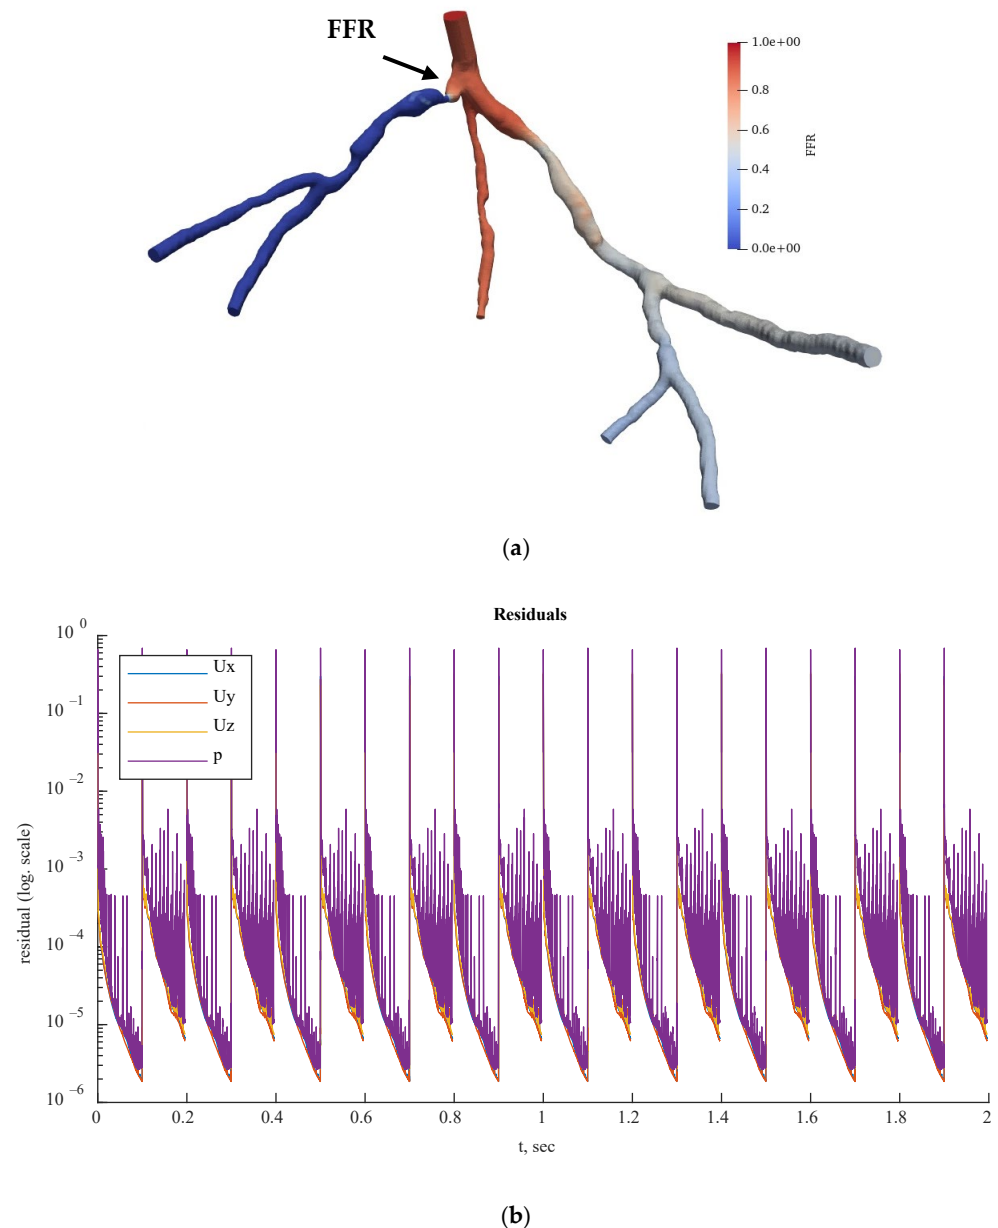 FFR
1.0e+00
0.8
0.6
FFR
0.4
0.2
0.0e+00
(a)
Residuals
10 0
10 −1
10 −2
10 −3
10 −4
10 −5
10 −6
residual (log. scale)
Ux
Uy
Uz
p
0 0.2 0.4 0.6 0.8 1 1.2 1.4 1.6 1.8 2
t, sec
(b)